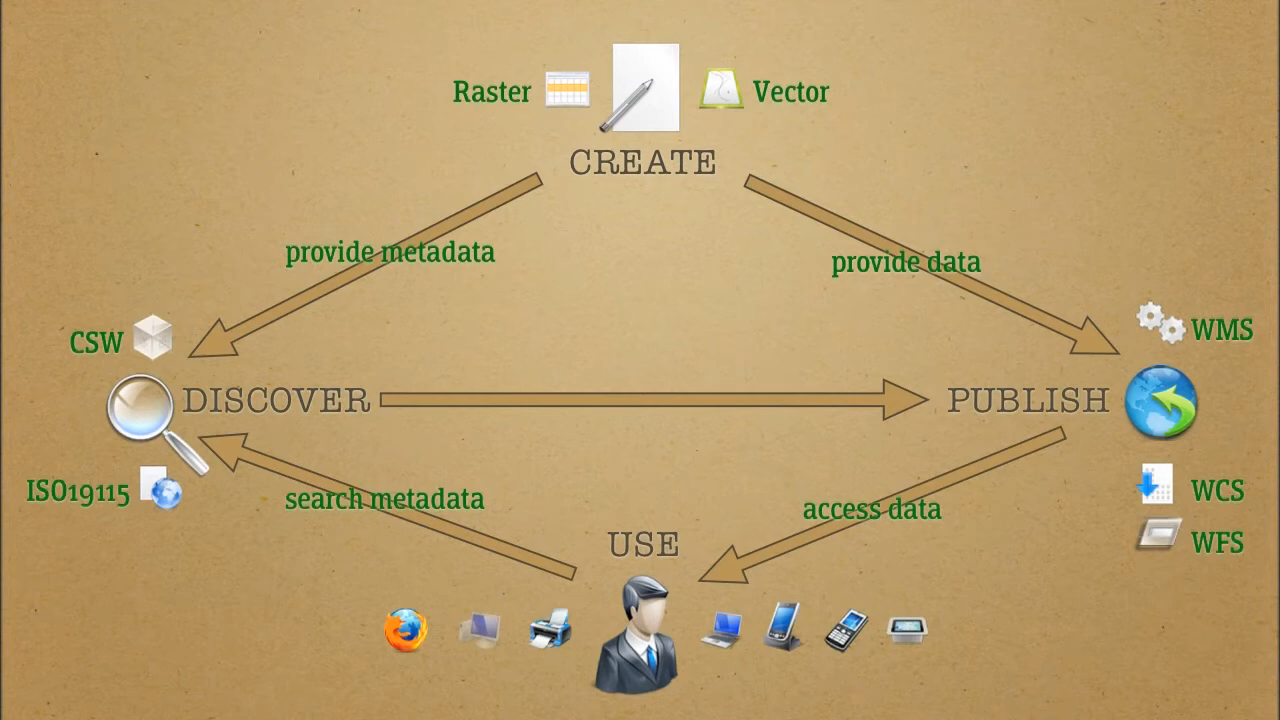 Raster
Vector
CREATE
provide metadata
provide data
CSW
WMS
DISCOVER
PUBLISH
ISO19115
search metadata
access data
WCS
WFS
USE